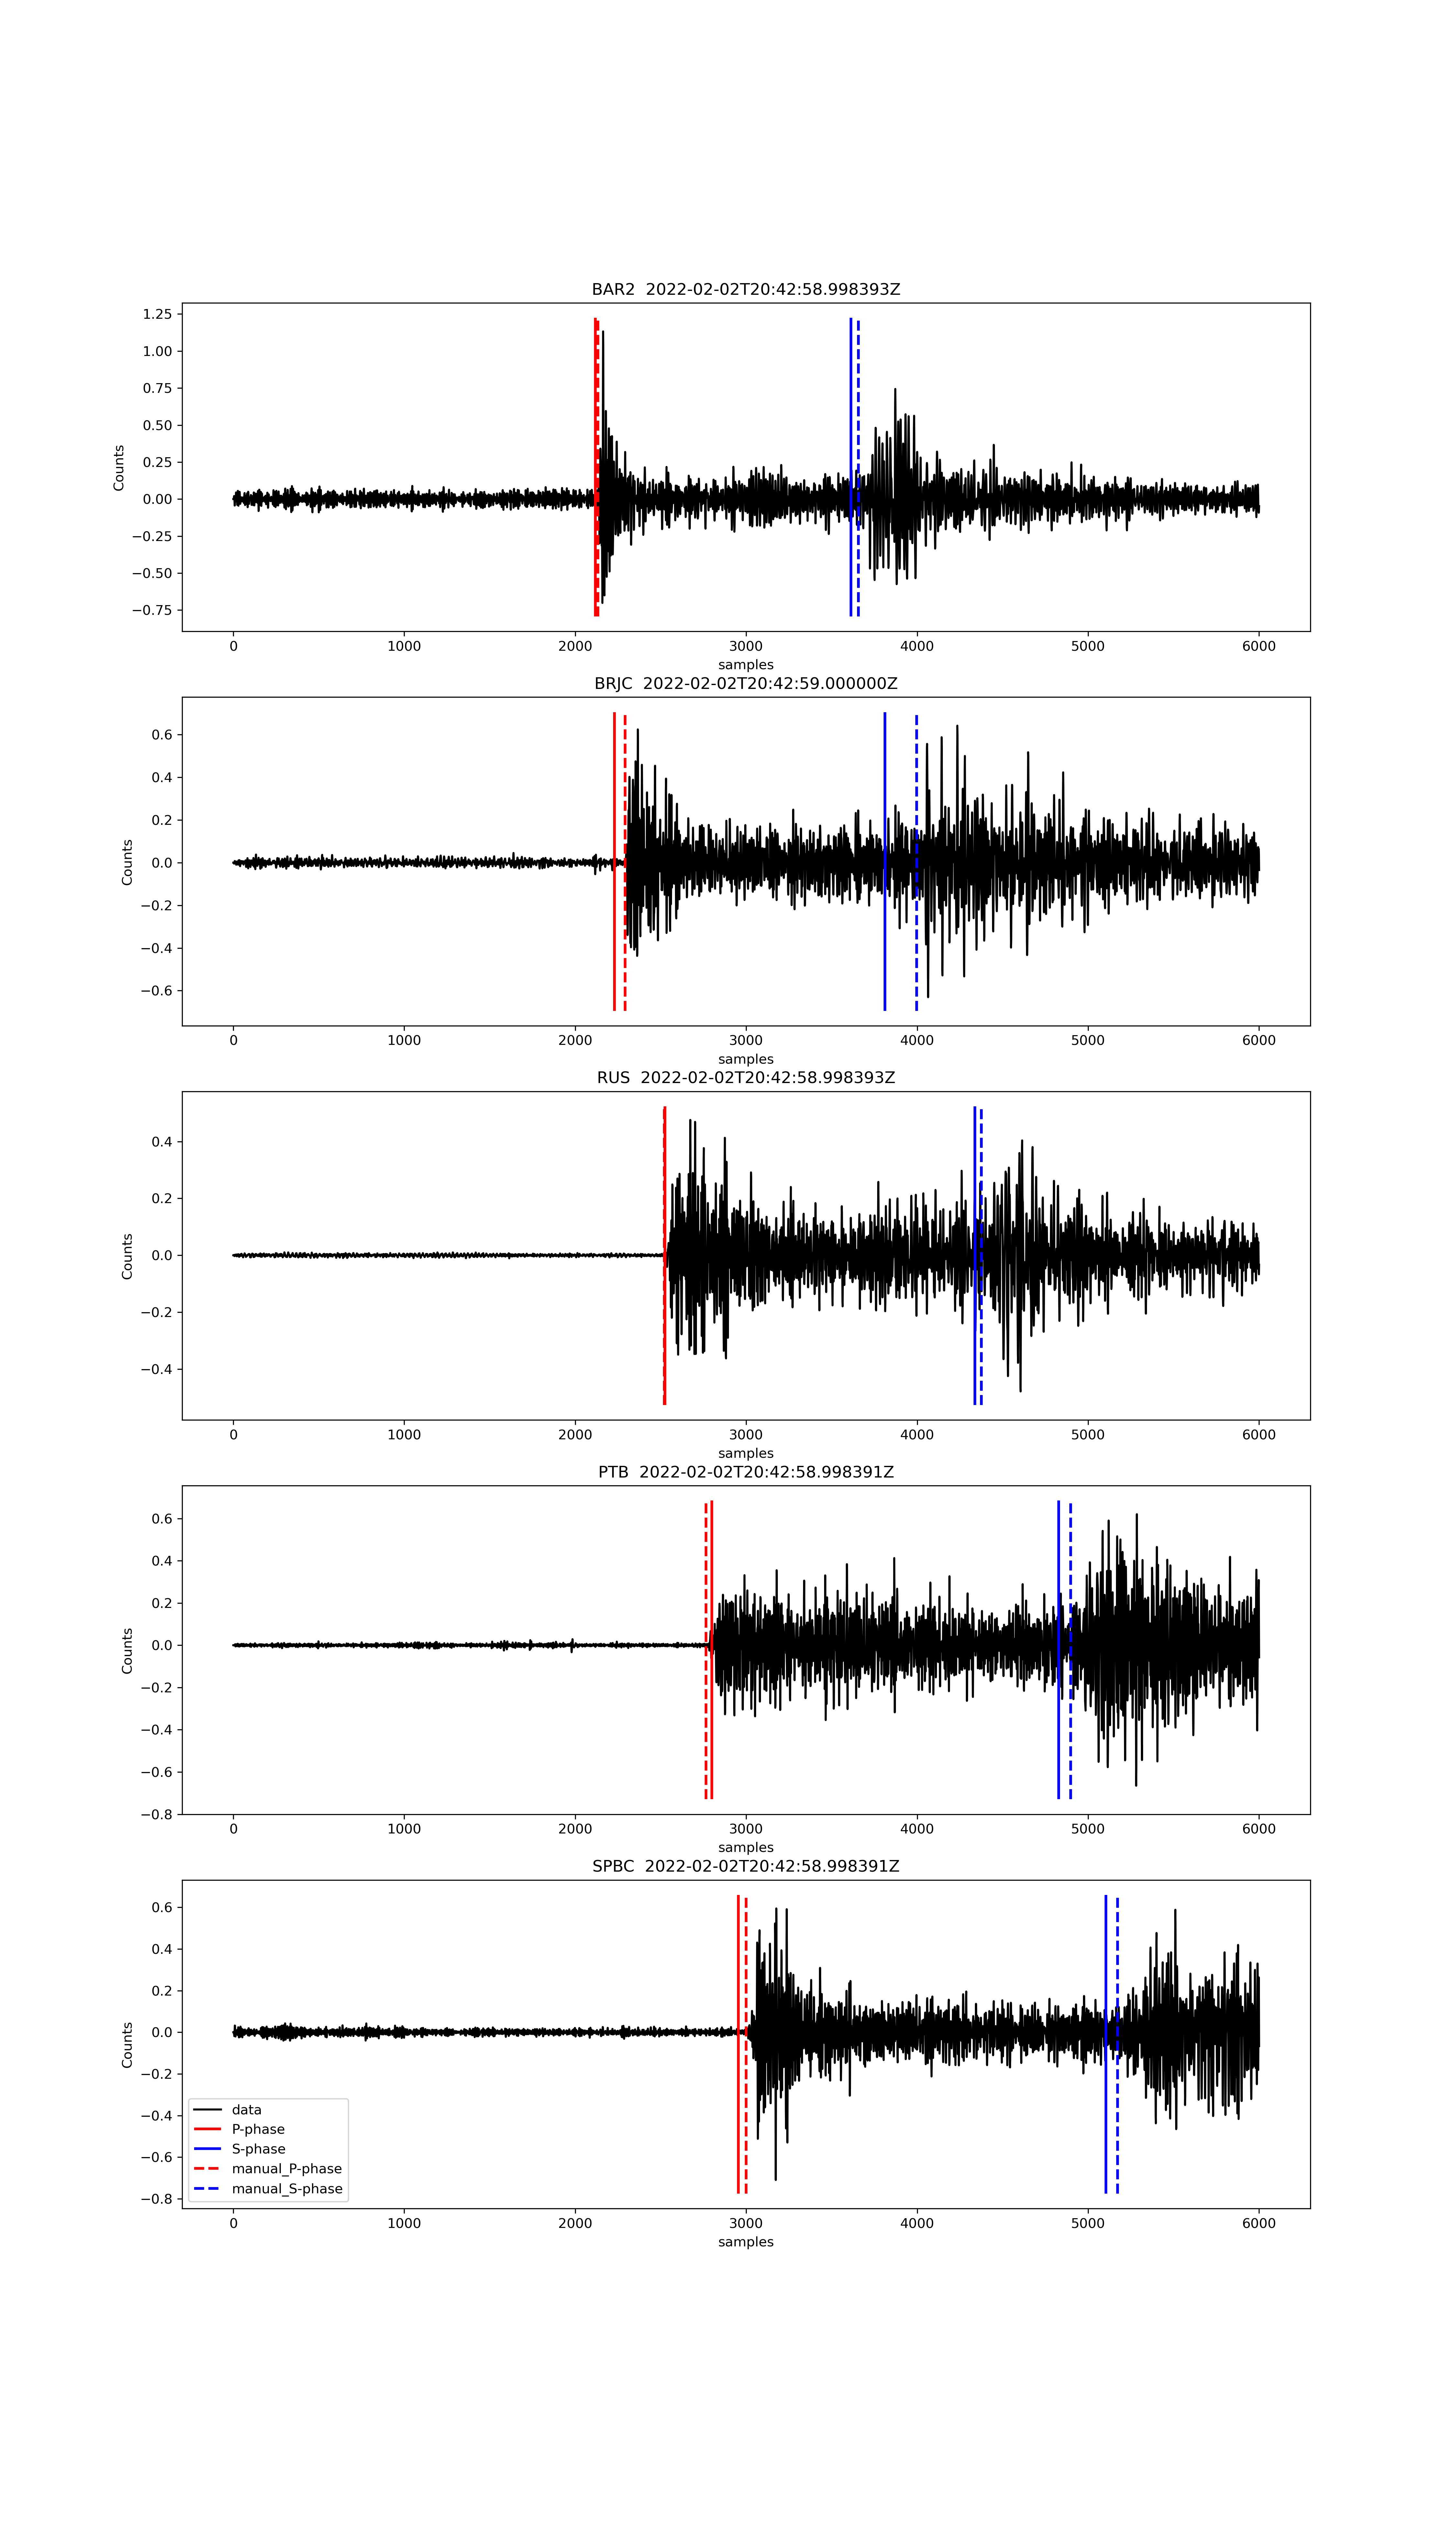 BAR2  2022-02-02T20:42:58.998393Z
1.25
1.00
0.75
0.50
0.25
0.00
−0.25
−0.50
−0.75
Counts
0 1000 2000 3000 4000 5000 6000
samples
BRJC  2022-02-02T20:42:59.000000Z
0.6
0.4
0.2
0.0
−0.2
−0.4
−0.6
Counts
0 1000 2000 3000 4000 5000 6000
samples
RUS  2022-02-02T20:42:58.998393Z
0.4
0.2
0.0
−0.2
−0.4
Counts
0 1000 2000 3000 4000 5000 6000
samples
PTB  2022-02-02T20:42:58.998391Z
0.6
0.4
0.2
0.0
−0.2
−0.4
−0.6
−0.8
Counts
0 1000 2000 3000 4000 5000 6000
samples
SPBC  2022-02-02T20:42:58.998391Z
0.6
0.4
0.2
0.0
−0.2
−0.4
−0.6
−0.8
Counts
data
P-phase
S-phase
manual_P-phase
manual_S-phase
0 1000 2000 3000 4000 5000 6000
samples